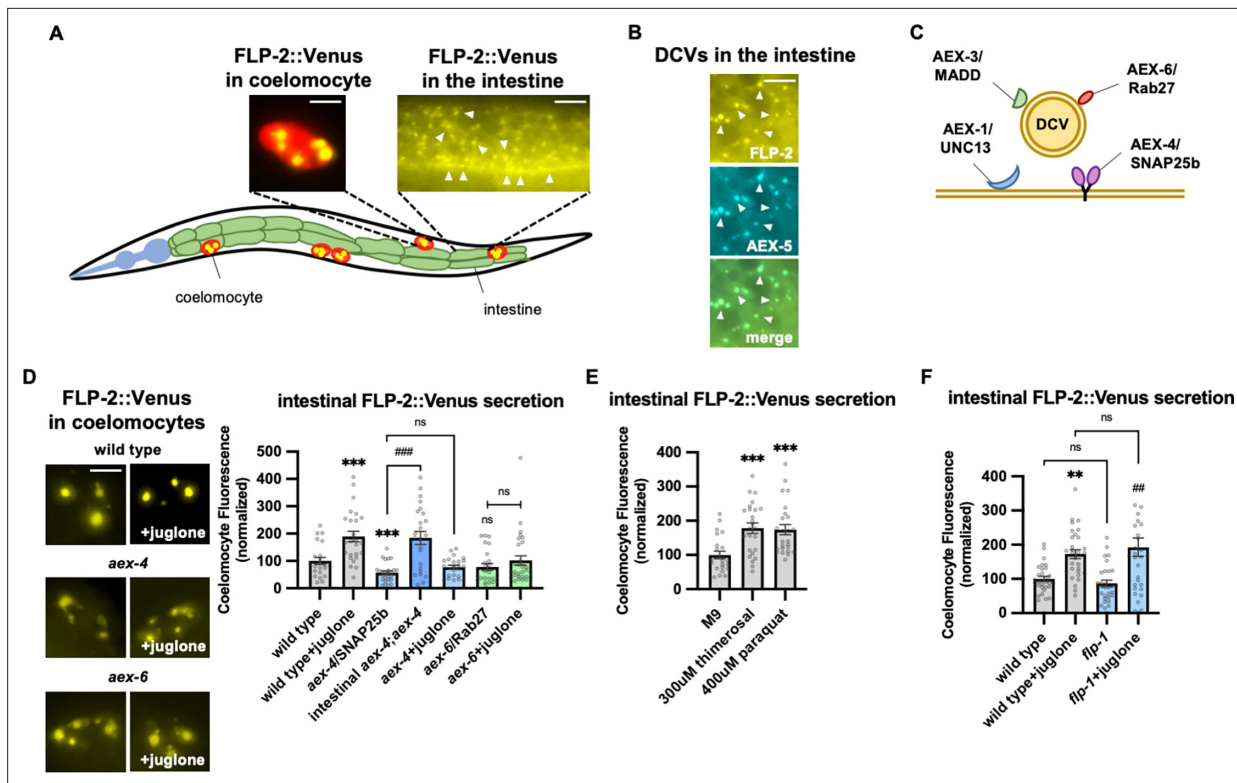 A
FLP-2::Venus
in coelomocyte
FLP-2::Venus
in the intestine
coelomocyte
intestine
B
DCVs in the intestine
FLP-2
AEX-5
merge
C
AEX-3/
MADD
AEX-6/
Rab27
DCV
AEX-1/
UNC13
AEX-4/
SNAP25b
D
FLP-2::Venus
in coelomocytes
wild type
+juglone
aex-4
+juglone
aex-6
+juglone
intestinal FLP-2::Venus secretion
Coelomocyte Fluorescence
(normalized)
500
400
300
200
100
0
***
***
###
ns
ns
ns
wild type
wild type+juglone
aex-4/SNAP25b
intestinal aex-4;aex-4
aex-4+juglone
aex-6/Rab27
aex-6+juglone
E
intestinal FLP-2::Venus secretion
Coelomocyte Fluorescence
(normalized)
400
300
200
100
0
***
***
M9
300uM thimerosal
400uM paraquat
F
intestinal FLP-2::Venus secretion
Coelomocyte Fluorescence
(normalized)
400
300
200
100
0
ns
ns
**
##
wild type
wild type+juglone
flp-1
flp-1+juglone